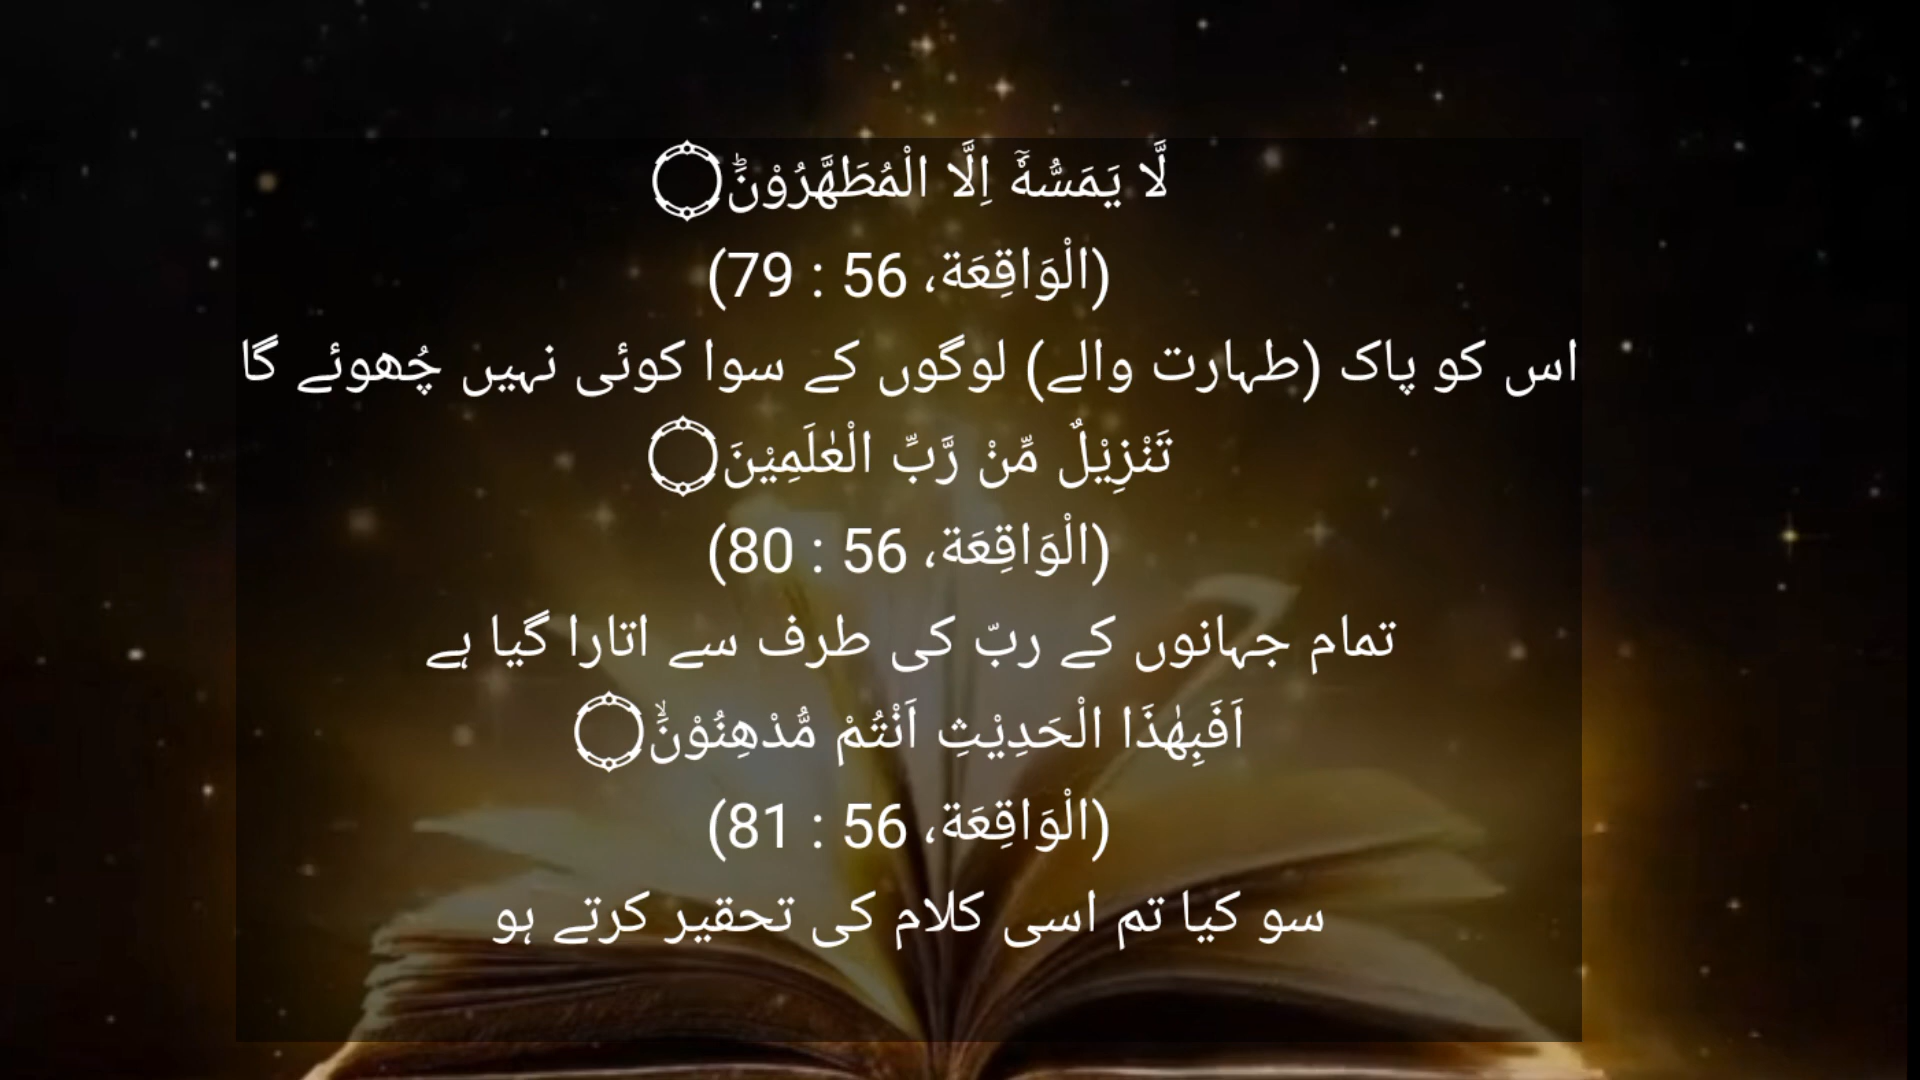 لَّا يَمَسُّهٗۤ اِلَّا الْمُطَهَّرُوْنَؕ۝
(الْوَاقِعَة، 56 : 79)
اس کو پاک (طہارت والے) لوگوں کے سوا کوئی نہیں چُھوئے گا
تَنْزِیْلٌ مِّنْ رَّبِّ الْعٰلَمِیْنَ۝
(الْوَاقِعَة، 56 : 80)
تمام جہانوں کے ربّ کی طرف سے اتارا گیا ہے
اَفَبِهٰذَا الْحَدِیْثِ اَنْتُمْ مُّدْهِنُوْنَۙ۝
(الْوَاقِعَة، 56 : 81)
سو کیا تم اسی کلام کی تحقیر کرتے ہو